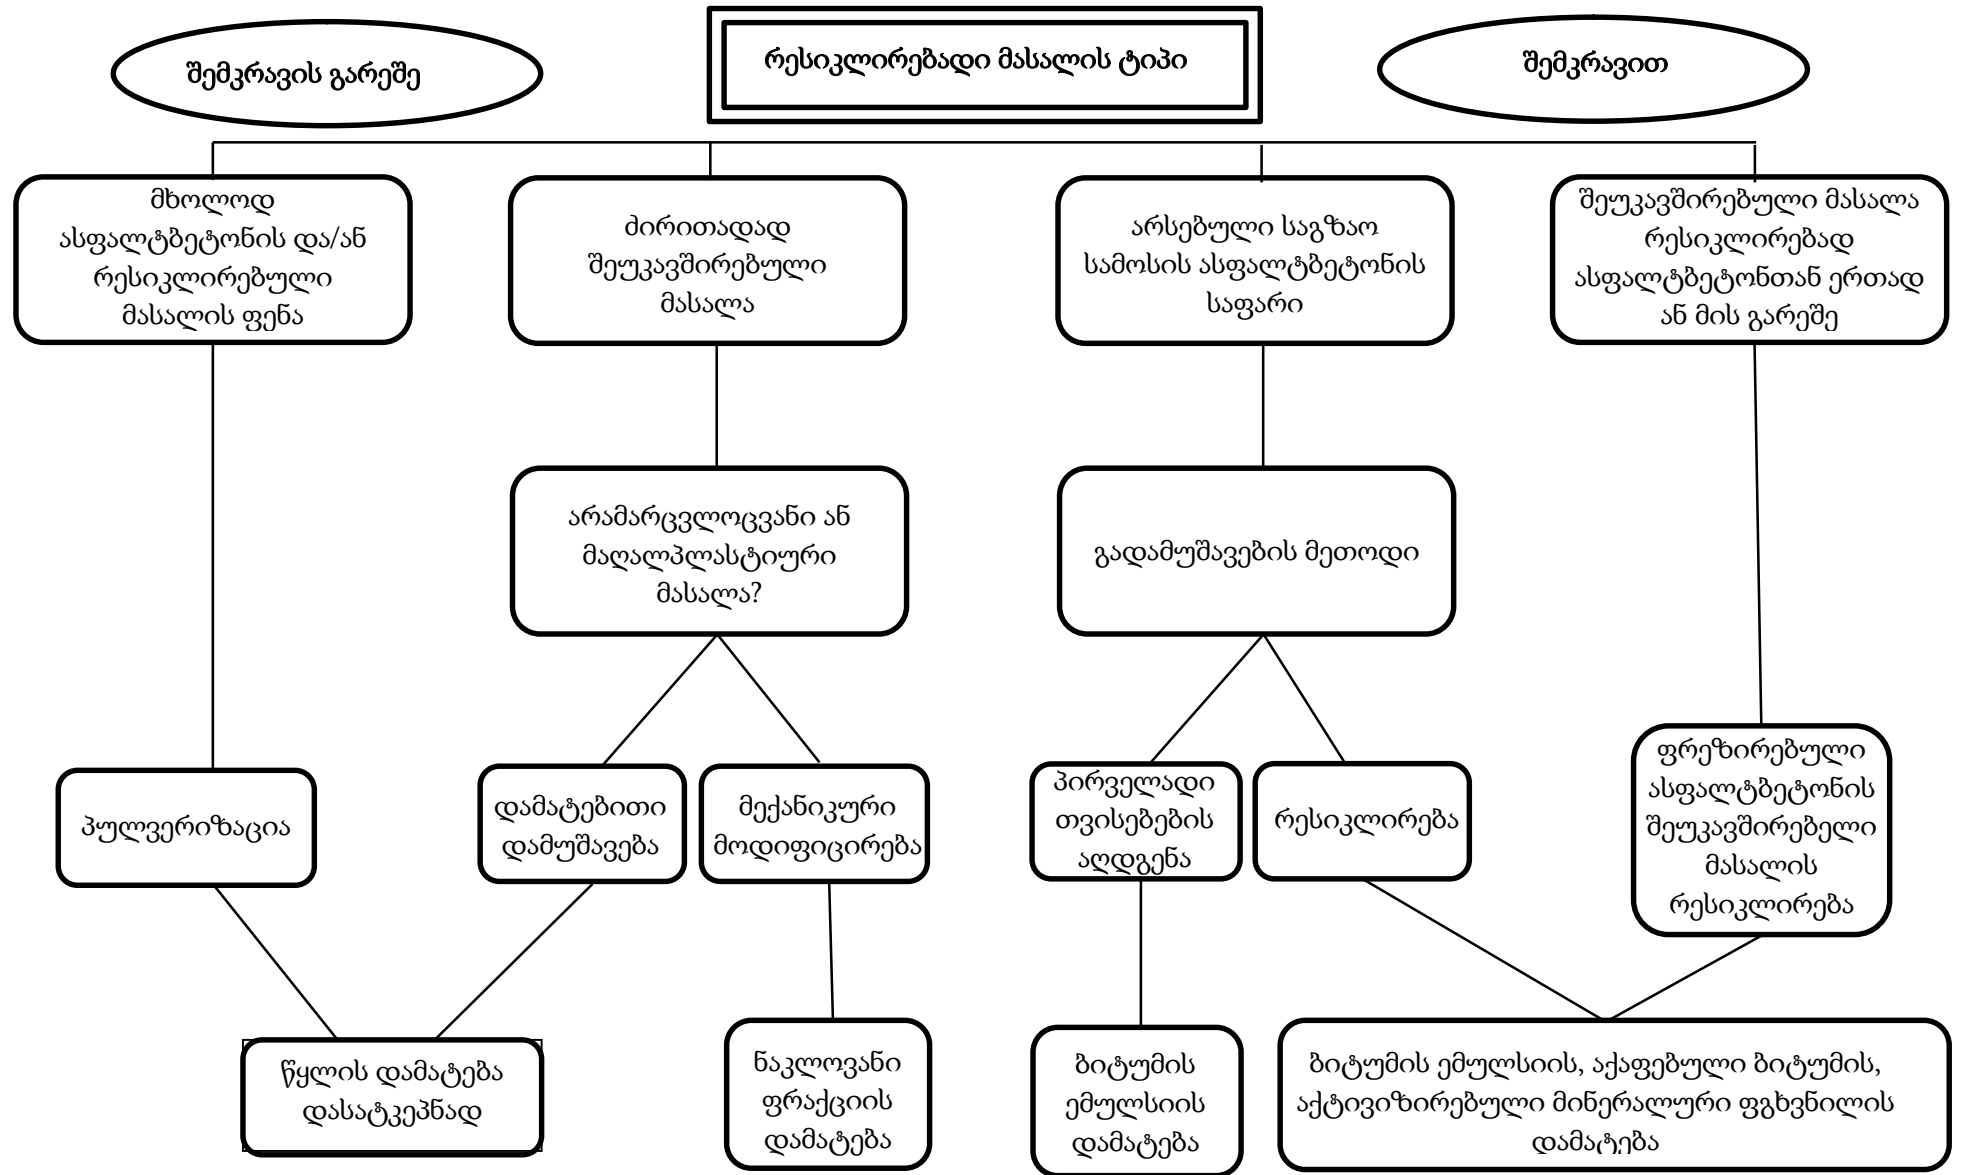 შემკრავის გარეშე
რესიკლირებადი მასალის ტიპი
შემკრავით
მხოლოდ
ასფალტბეტონის და/ან
რესიკლირებული
მასალის ფენა
ძირითადად
შეუკავშირებული
მასალა
არსებული საგზაო
სამოსის ასფალტბეტონის
საფარი
შეუკავშირებული მასალა
რესიკლირებად
ასფალტბეტონთან ერთად
ან მის გარეშე
არამარცვლოცვანი ან
მაღალპლასტიური
მასალა?
გადამუშავების მეთოდი
პულვერიზაცია
დამატებითი
დამუშავება
მექანიკური
მოდიფიცირება
პირველადი
თვისებების
აღდგენა
რესიკლირება
ფრეზირებული
ასფალტბეტონის
შეუკავშირებელი
მასალის
რესიკლირება
წყლის დამატება
დასატკეპნად
ნაკლოვანი
ფრაქციის
დამატება
ბიტუმის
ემულსიის
დამატება
ბიტუმის ემულსიის, აქაფებული ბიტუმის,
აქტივიზირებული მინერალური ფგხვნილის
დამატება